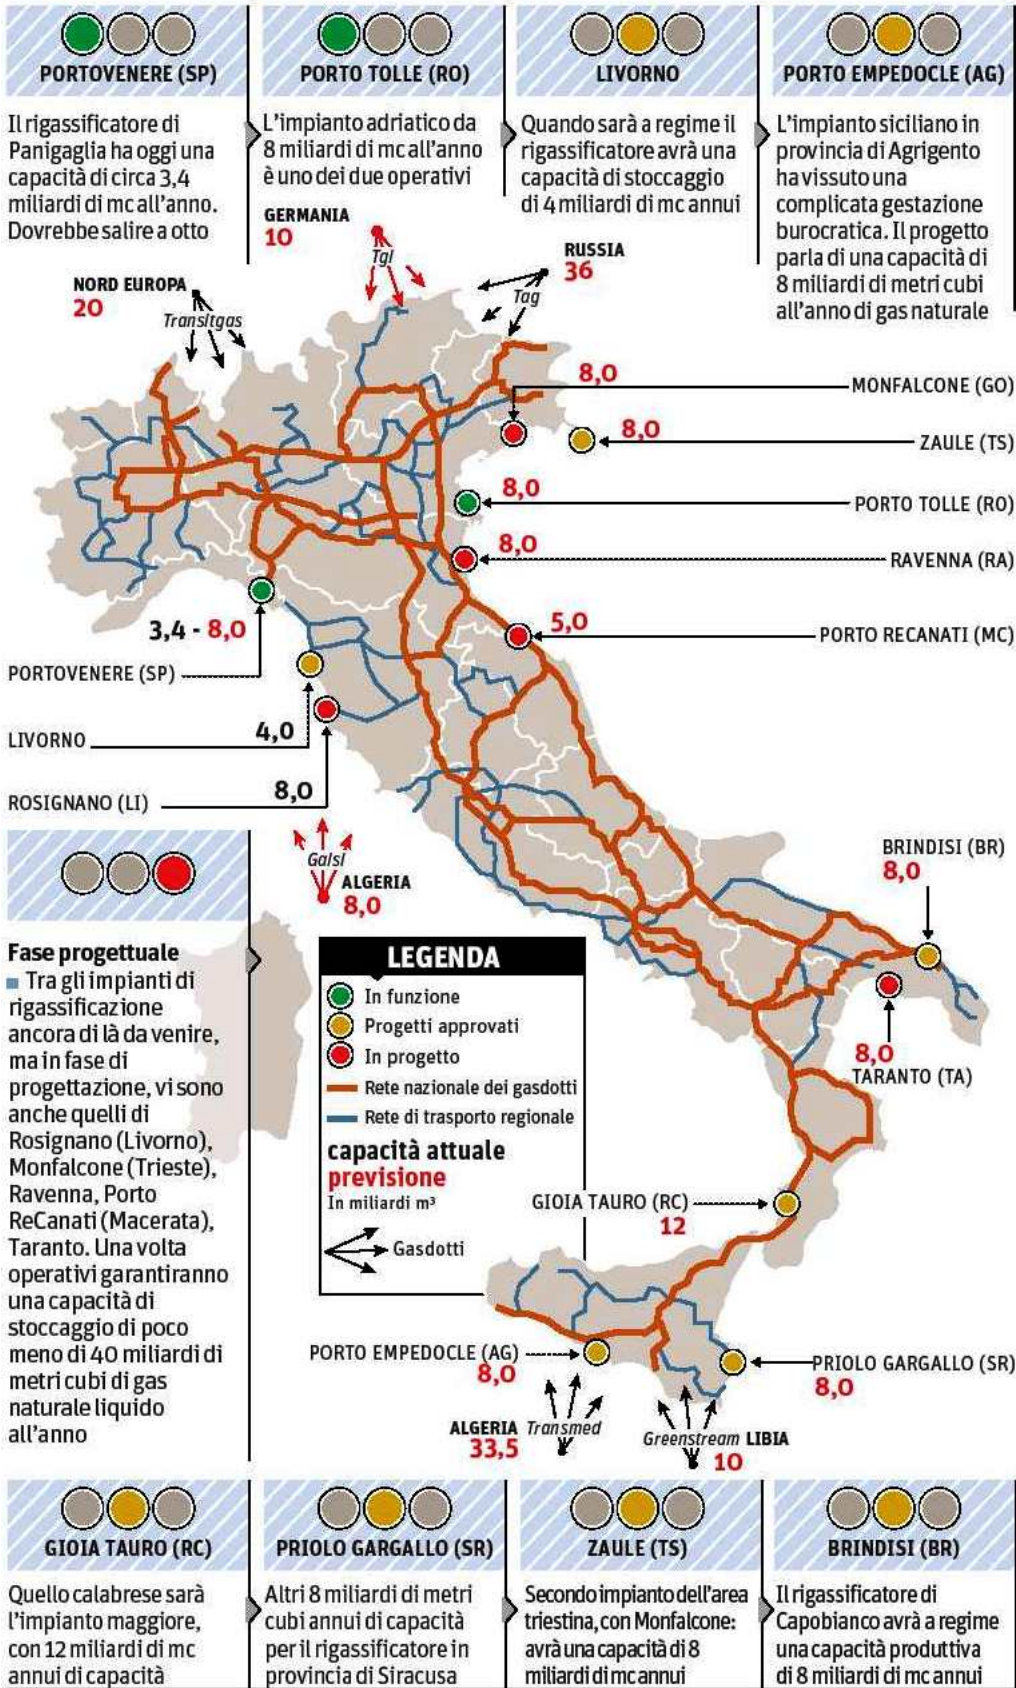 PORTOVENERE (SP)
Il rigassificatore di
Panigaglia ha oggi una
capacità di circa 3,4
miliardi di mc all'anno.
Dovrebbe salire a otto
PORTO TOLLE (RO)
L'impianto adriatico da
8 miliardi di mc all'anno
è uno dei due operativi
LIVORNO
Quando sarà a regime il
rigassificatore avrà una
capacità di stoccaggio
di 4 miliardi di mc annui
PORTO EMPEDOCLE (AG)
L'impianto siciliano in
provincia di Agrigento
ha vissuto una
complicata gestazione
burocratica. Il progetto
parla di una capacità di
8 miliardi di metri cubi
all'anno di gas naturale
GERMANIA
10
Tgl
RUSSIA
36
Tag
NORD EUROPA
20
Transitgas
8,0
MONFALCONE (GO)
8,0
ZAULE (TS)
8,0
PORTO TOLLE (RO)
8,0
RAVENNA (RA)
5,0
PORTO RECANATI (MC)
3,4 - 8,0
PORTOVENERE (SP)
4,0
LIVORNO
8,0
ROSIGNANO (LI)
Galsi
ALGERIA
8,0
BRINDISI (BR)
8,0
8,0
TARANTO (TA)
Fase progettuale
Tra gli impianti di
rigassificazione
ancora di là da venire,
ma in fase di
progettazione, vi sono
anche quelli di
Rosignano (Livorno),
Monfalcone (Trieste),
Ravenna, Porto
ReCanati (Macerata),
Taranto. Una volta
operativi garantiranno
una capacità di
stoccaggio di poco
meno di 40 miliardi di
metri cubi di gas
naturale liquido
all'anno
LEGENDA
In funzione
Progetti approvati
In progetto
Rete nazionale dei gasdotti
Rete di trasporto regionale
capacità attuale
previsione
In miliardi m³
Gasdotti
GIOIA TAURO (RC)
12
PORTO EMPEDOCLE (AG)
8,0
PRIOLO GARGALLO (SR)
8,0
ALGERIA Transmed
33,5
Greenstream LIBIA
10
GIOIA TAURO (RC)
Quello calabrese sarà
l'impianto maggiore,
con 12 miliardi di mc
annui di capacità
PRIOLO GARGALLO (SR)
Altri 8 miliardi di metri
cubi annui di capacità
per il rigassificatore in
provincia di Siracusa
ZAULE (TS)
Secondo impianto dell'area
triestina, con Monfalcone:
avrà una capacità di 8
miliardi di mc annui
BRINDISI (BR)
Il rigassificatore di
Capobianco avrà a regime
una capacità produttiva
di 8 miliardi di mc annui